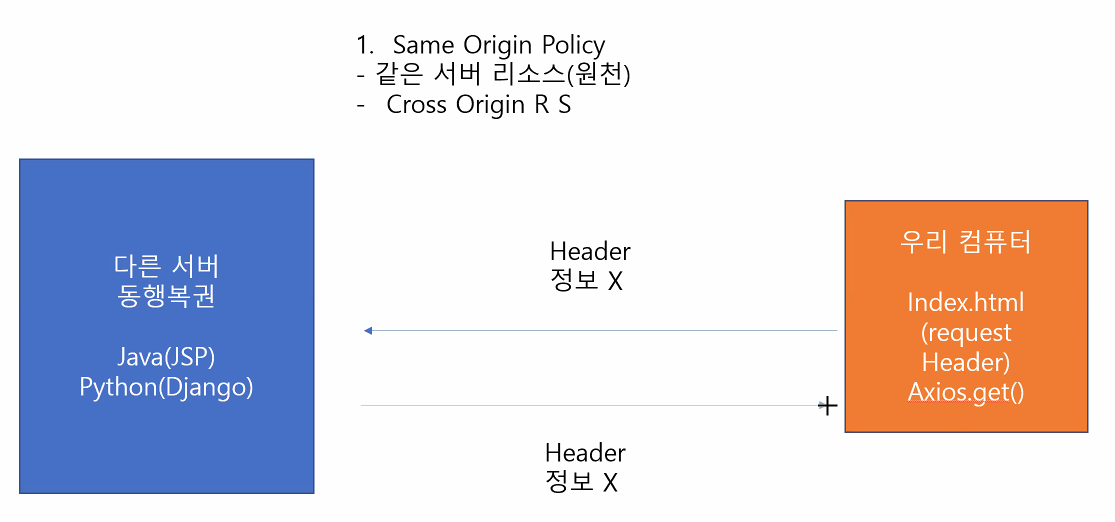 1. Same Origin Policy
- 같은 서버 리소스(원천)
- Cross Origin R S
다른 서버
동행복권
Java(JSP)
Python(Django)
Header
정보 X
Header
정보 X
우리 컴퓨터
Index.html
(request
Header)
Axios.get()